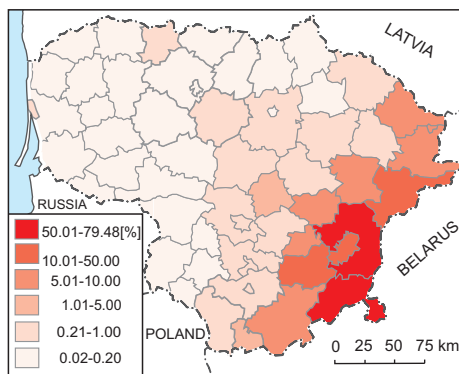 LATVIA
RUSSIA
50.01-79.48[%]
10.01-50.00
5.01-10.00
1.01-5.00
0.21-1.00
0.02-0.20
POLAND
BELARUS
0 25 50 75 km